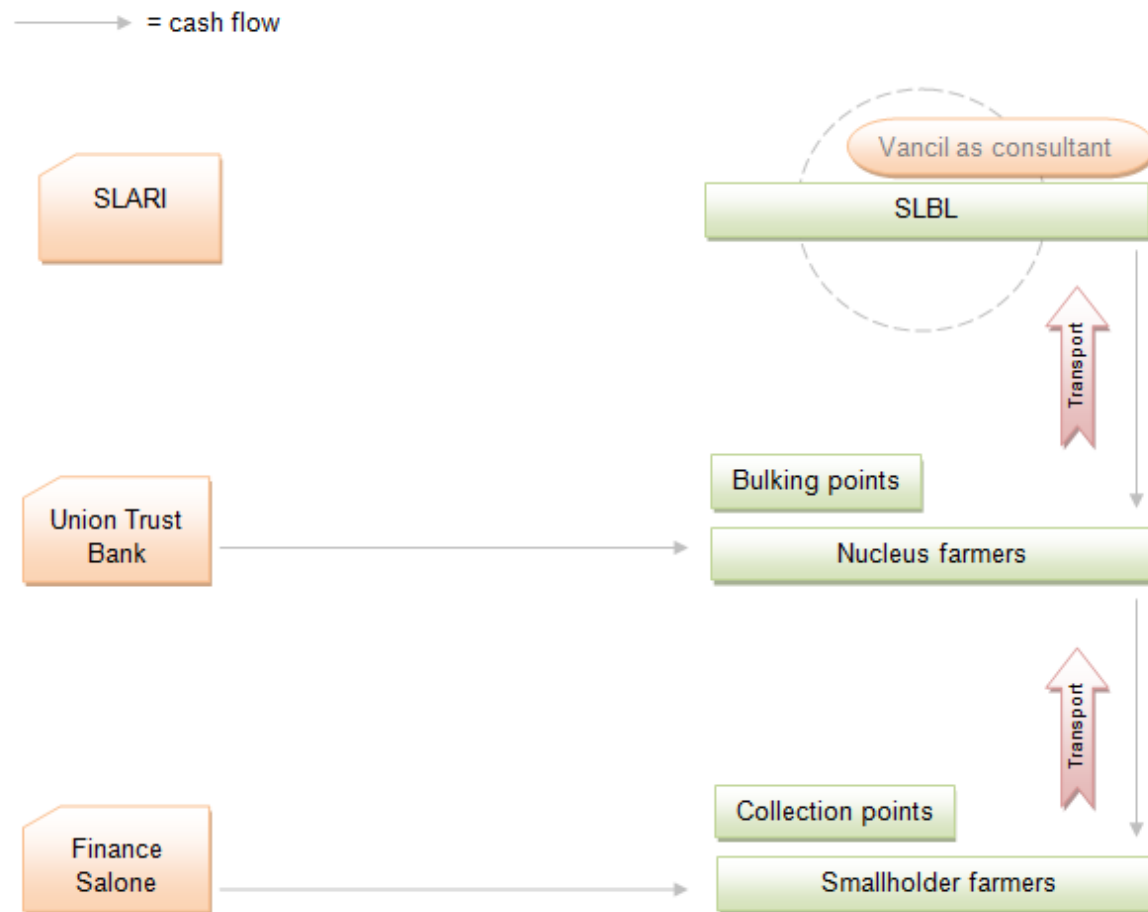 = cash flow
Vancil as consultant
SLARI
SLBL
Transport
Bulking points
Union Trust
Bank
Nucleus farmers
Transport
Collection points
Finance
Salone
Smallholder farmers